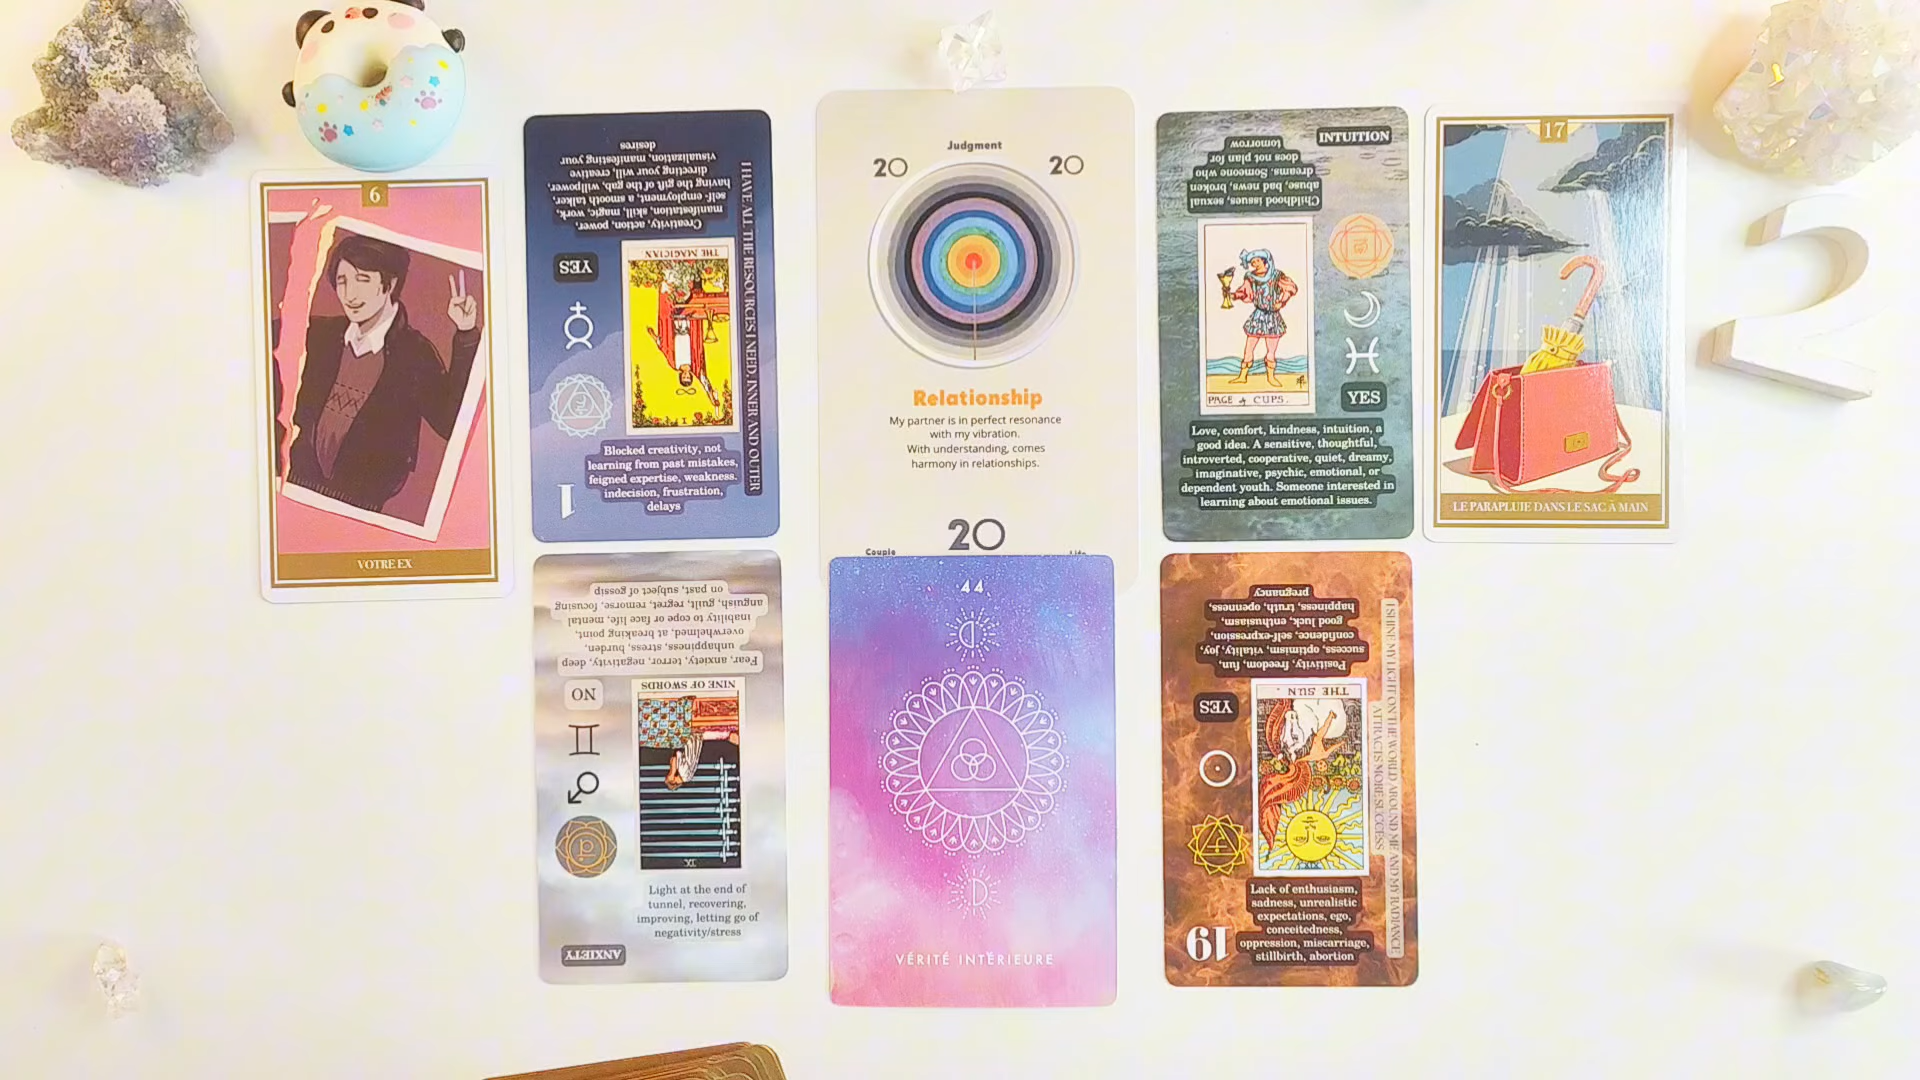 6
VOTRE EX
desires
visualization, manifesting your
directing your will, creative
having the gift of the gab, willpower,
self-employment, a smooth talker,
manifestation, skill, magic, work,
Creativity, action, power,
YES
THE MAGICIAN
I
I HAVE ALL THE RESOURCES I NEED, INNER AND OUTER
Blocked creativity, not
learning from past mistakes,
feigned expertise, weakness.
indecision, frustration,
delays
1
Judgment
20
20
Relationship
My partner is in perfect resonance
with my vibration.
With understanding, comes
harmony in relationships.
20
Couple
Life
INTUITION
tomorrow
does not plan for
dreams. Someone who
abuse, bad news, broken
Childhood issues, sexual
PAGE of CUPS.
YES
Love, comfort, kindness, intuition, a
good idea. A sensitive, thoughtful,
introverted, cooperative, quiet, dreamy,
imaginative, psychic, emotional, or
dependent youth. Someone interested in
learning about emotional issues.
17
LE PARAPLUIE DANS LE SAC À MAIN
2
on past, subject of gossip
anguish, guilt, regret, remorse, focusing
inability to cope or face life, mental
overwhelmed, at breaking point,
unhappiness, stress, burden,
Fear, anxiety, terror, negativity, deep
NO
NINE OF SWORDS
IX
Light at the end of
tunnel, recovering,
improving, letting go of
negativity/stress
ANXIETY
44
VÉRITÉ INTÉRIEURE
pregnancy
happiness, truth, openness,
good luck, enthusiasm,
confidence, self-expression,
success, optimism, vitality, joy,
Positivity, freedom, fun,
YES
THE SUN .
XIX
I SHINE MY LIGHT ON THE WORLD AROUND ME AND MY RADIANCE
ATTRACTS MORE SUCCESS
Lack of enthusiasm,
sadness, unrealistic
expectations, ego,
conceitedness,
oppression, miscarriage,
stillbirth, abortion
19